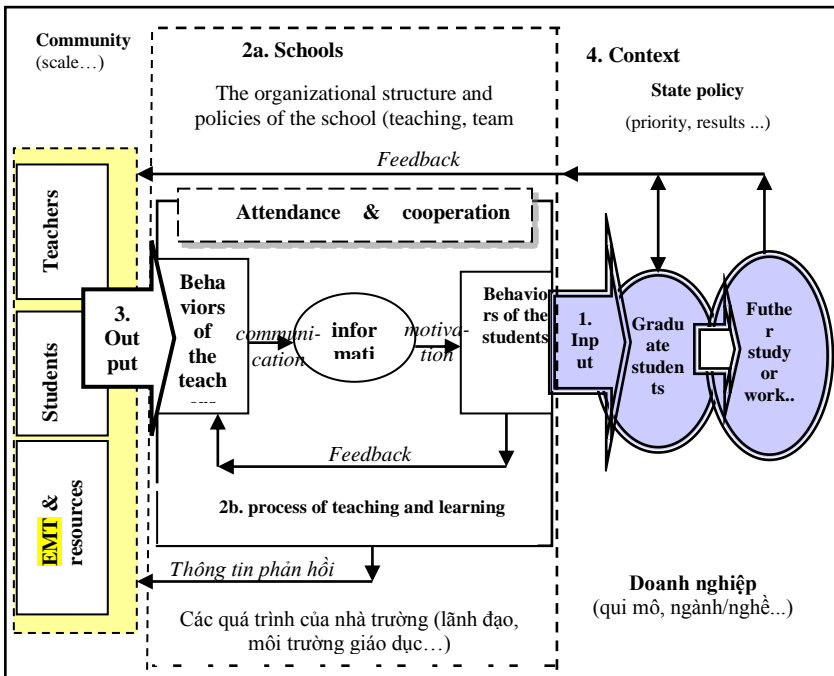 Community
(scale…)
2a. Schools
The organizational structure and
policies of the school (teaching, team
4. Context
State policy
(priority, results ...)
Feedback
Attendance & cooperation
Teachers
Students
EMT &
resources
3.
Out
put
Behav
iors
of
the
teach
communi-
cation
infor
mati
motiva-
tion
Behavio
rs of the
students
1.
Inp
ut
Gradu
ate
studen
ts
Futhe
r
study
or
work..
Feedback
2b. process of teaching and learning
Thông tin phản hồi
Các quá trình của nhà trường (lãnh đạo,
môi trường giáo dục…)
Doanh nghiệp
(qui mô, ngành/nghề...)